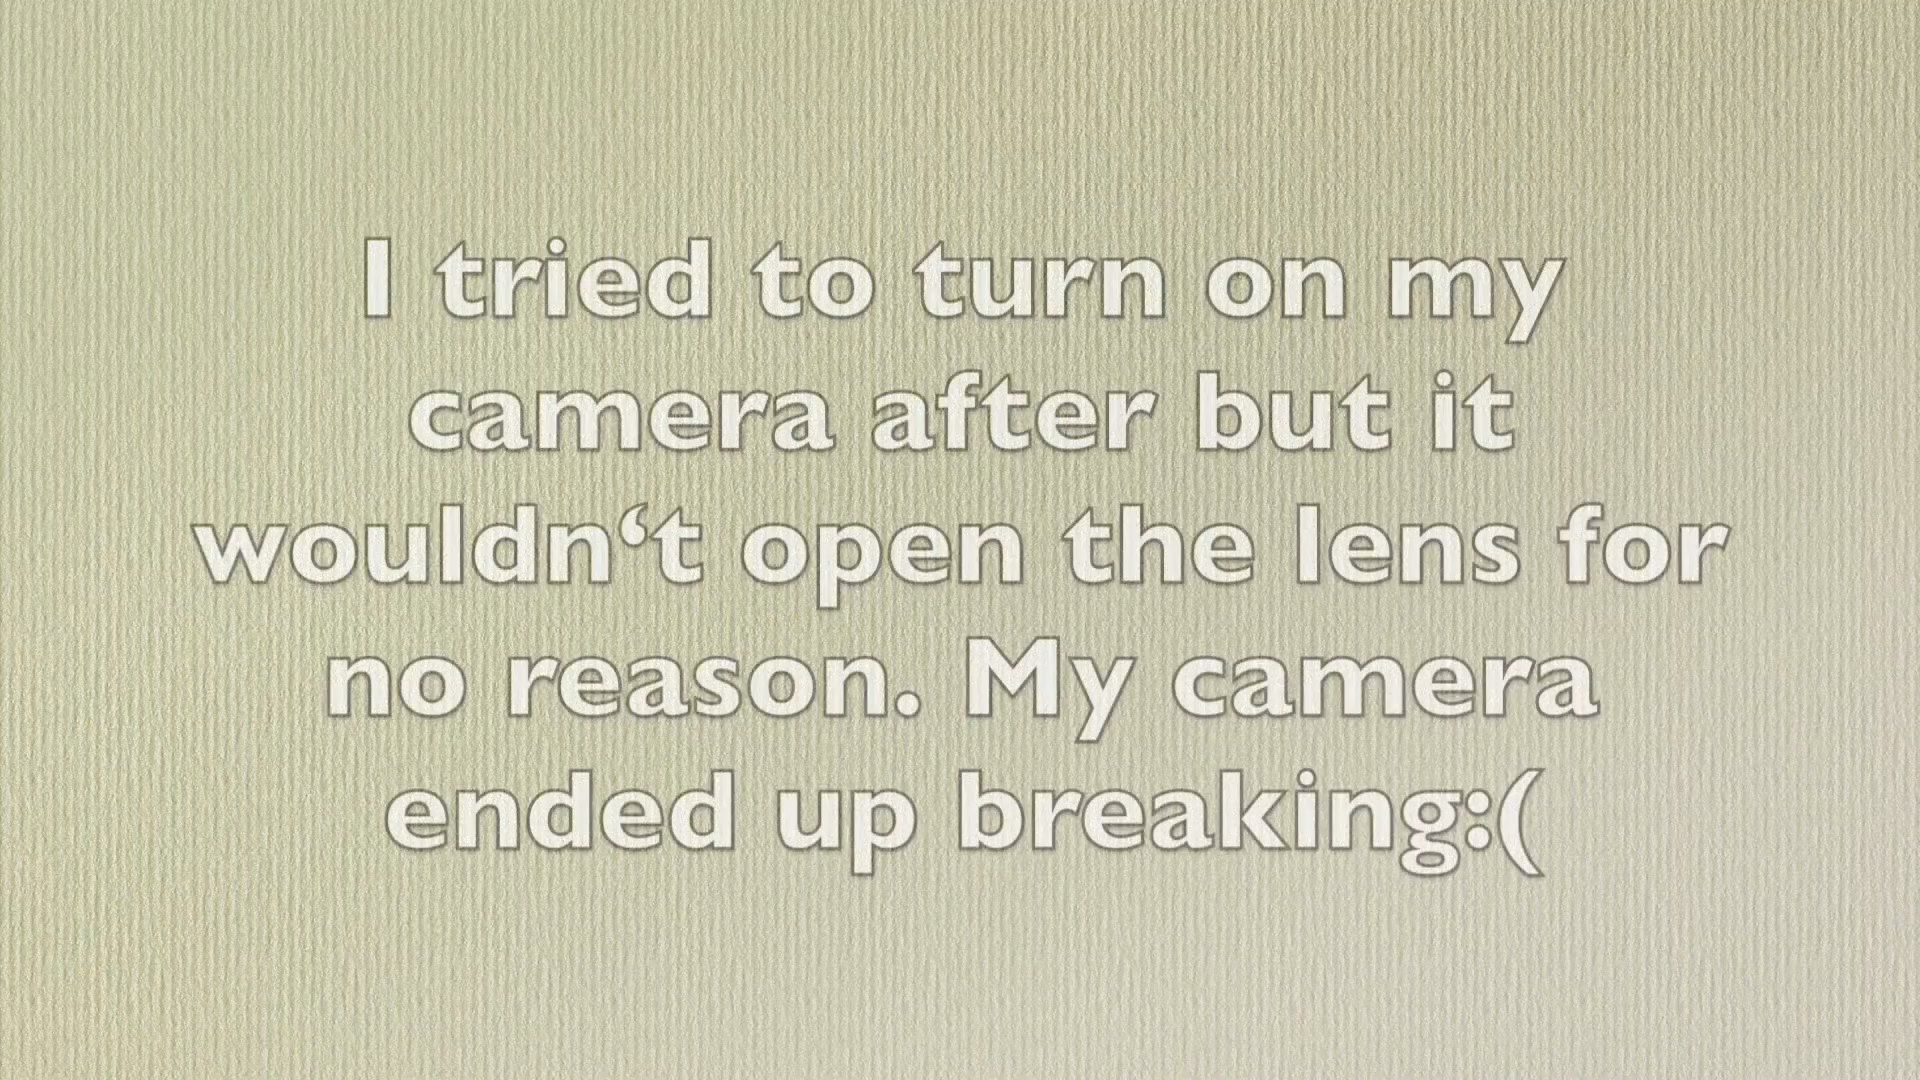 I tried to turn on my
camera after but it
wouldn‘t open the lens for
no reason. My camera
ended up breaking:(